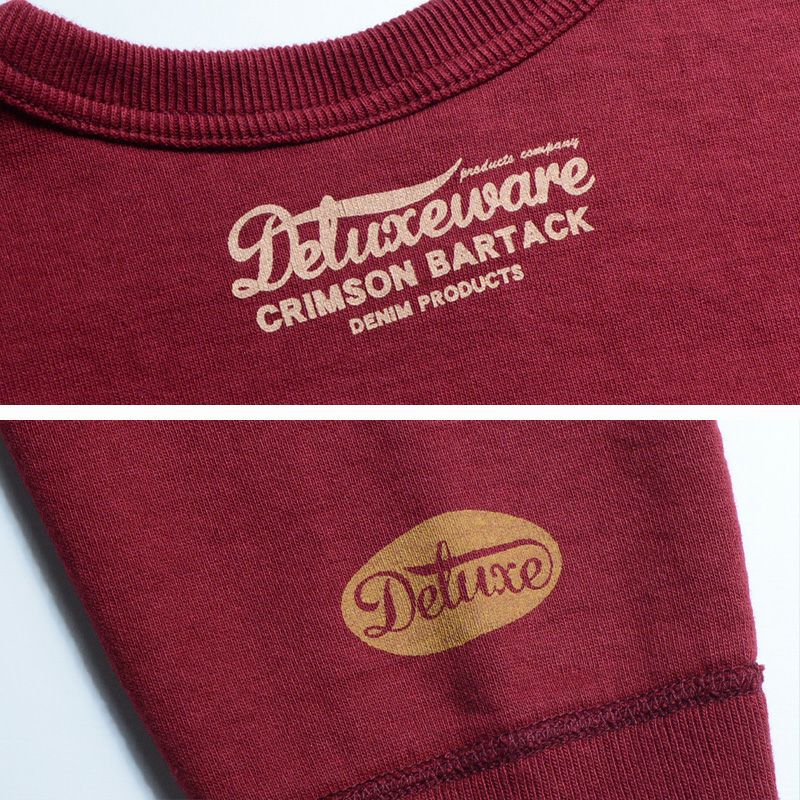 products company
Deluxeware
CRIMSON BARTACK
DENIM PRODUCTS
Deluxe